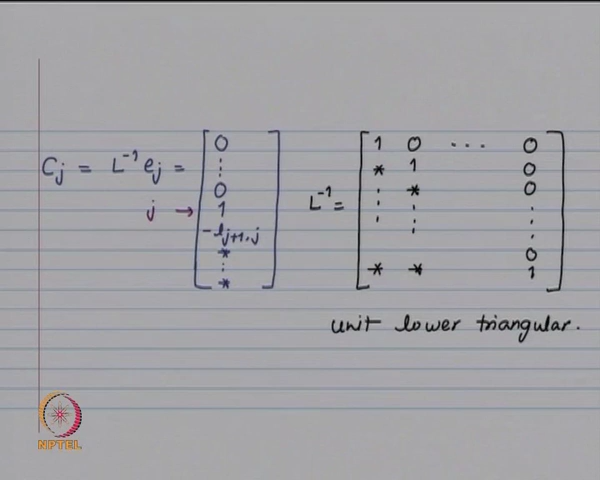 C_j = L^{-1} e_j = [ 0 ⋮ 0 1 -l_{j+1,j} * ⋮ * ]
j →
L^{-1} =
1 0 ... 0
* 1 0
⋮ * 0
⋮ ⋮ ⋮
0
* * 1
unit lower triangular.
NPTEL